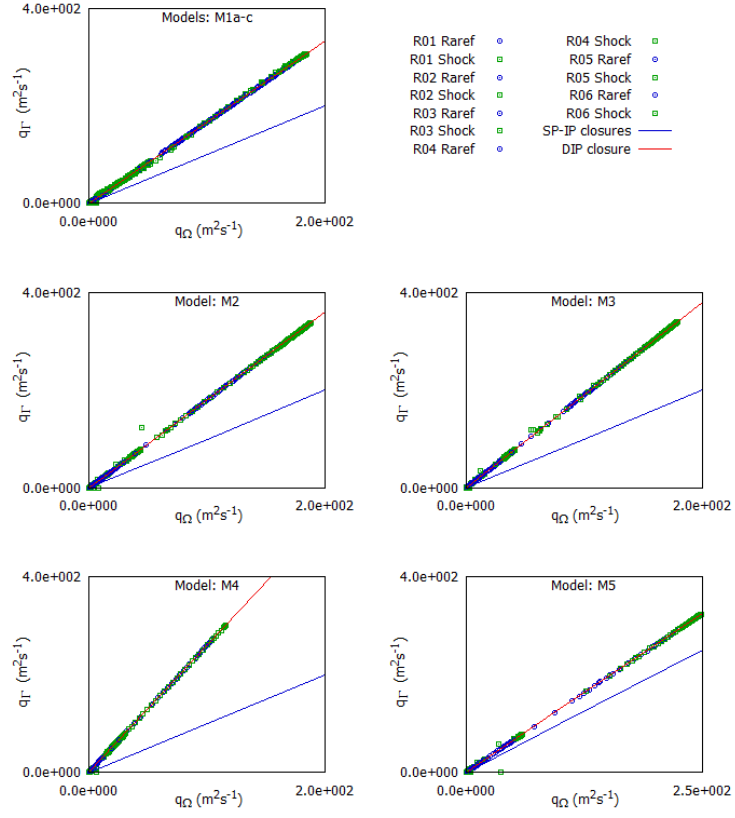 Models: M1a-c
4.0e+002
q_Γ (m²s⁻¹)
0.0e+000
0.0e+000 2.0e+002
q_Ω (m²s⁻¹)
R01 Raref R04 Shock
R01 Shock R05 Raref
R02 Raref R05 Shock
R02 Shock R06 Raref
R03 Raref R06 Shock
R03 Shock SP-IP closures
R04 Raref DIP closure
Model: M2
4.0e+002
q_Γ (m²s⁻¹)
0.0e+000
0.0e+000 2.0e+002
q_Ω (m²s⁻¹)
Model: M3
4.0e+002
q_Γ (m²s⁻¹)
0.0e+000
0.0e+000 2.0e+002
q_Ω (m²s⁻¹)
Model: M4
4.0e+002
q_Γ (m²s⁻¹)
0.0e+000
0.0e+000 2.0e+002
q_Ω (m²s⁻¹)
Model: M5
4.0e+002
q_Γ (m²s⁻¹)
0.0e+000
0.0e+000 2.5e+002
q_Ω (m²s⁻¹)